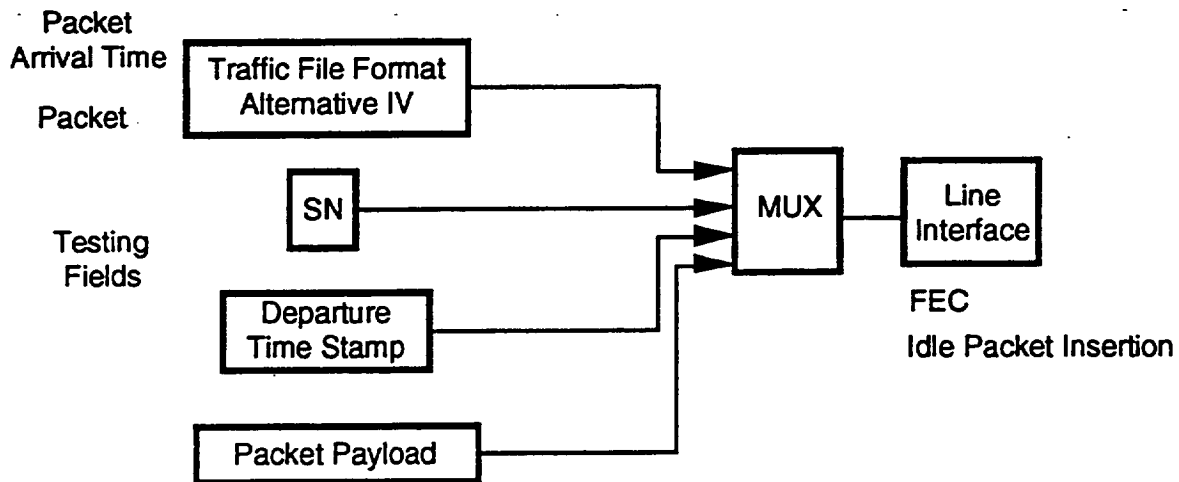 Packet
Arrival Time
Traffic File Format
Alternative IV
Packet
SN
MUX
Line
Interface
Testing
Fields
Departure
Time Stamp
FEC
Idle Packet Insertion
Packet Payload